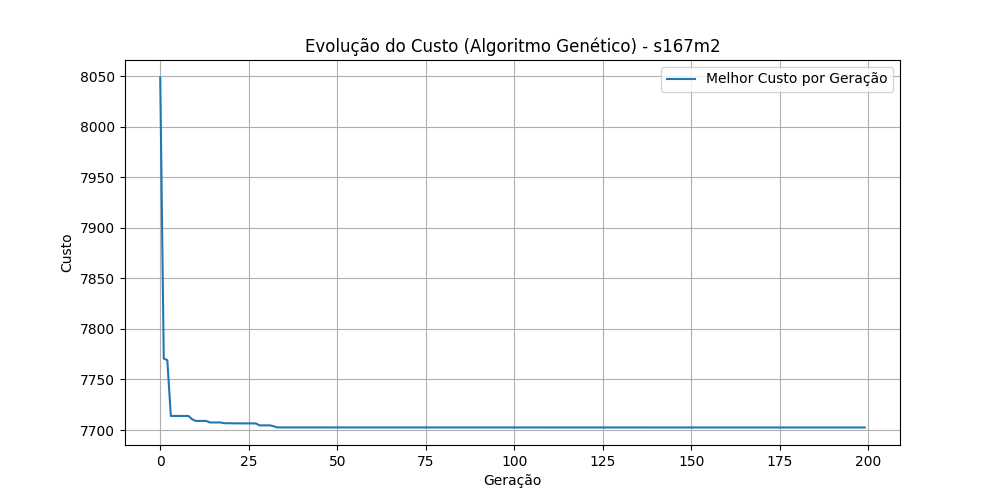 Evolução do Custo (Algoritmo Genético) - s167m2
Melhor Custo por Geração
8050
8000
7950
7900
7850
7800
7750
7700
Custo
0 25 50 75 100 125 150 175 200
Geração